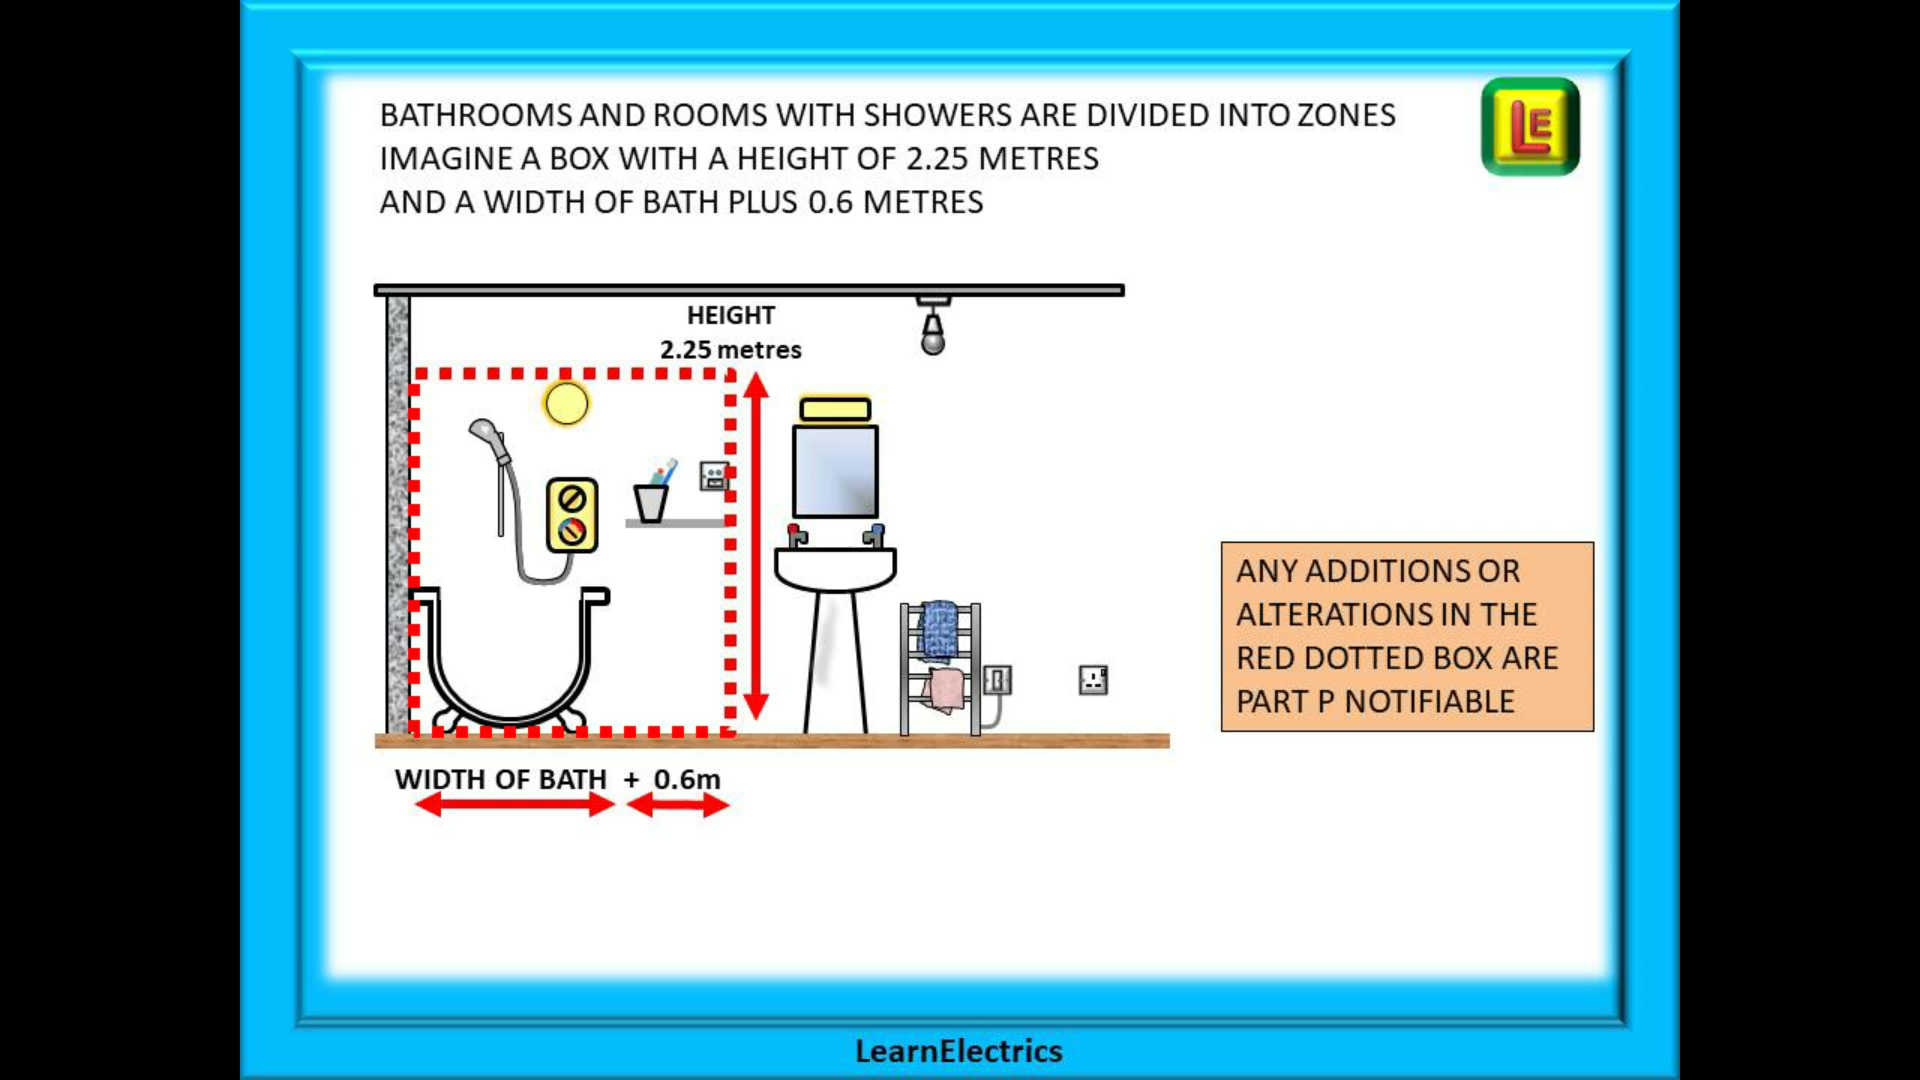 BATHROOMS AND ROOMS WITH SHOWERS ARE DIVIDED INTO ZONES
IMAGINE A BOX WITH A HEIGHT OF 2.25 METRES
AND A WIDTH OF BATH PLUS 0.6 METRES
LE
HEIGHT
2.25 metres
ANY ADDITIONS OR
ALTERATIONS IN THE
RED DOTTED BOX ARE
PART P NOTIFIABLE
WIDTH OF BATH + 0.6m
LearnElectrics